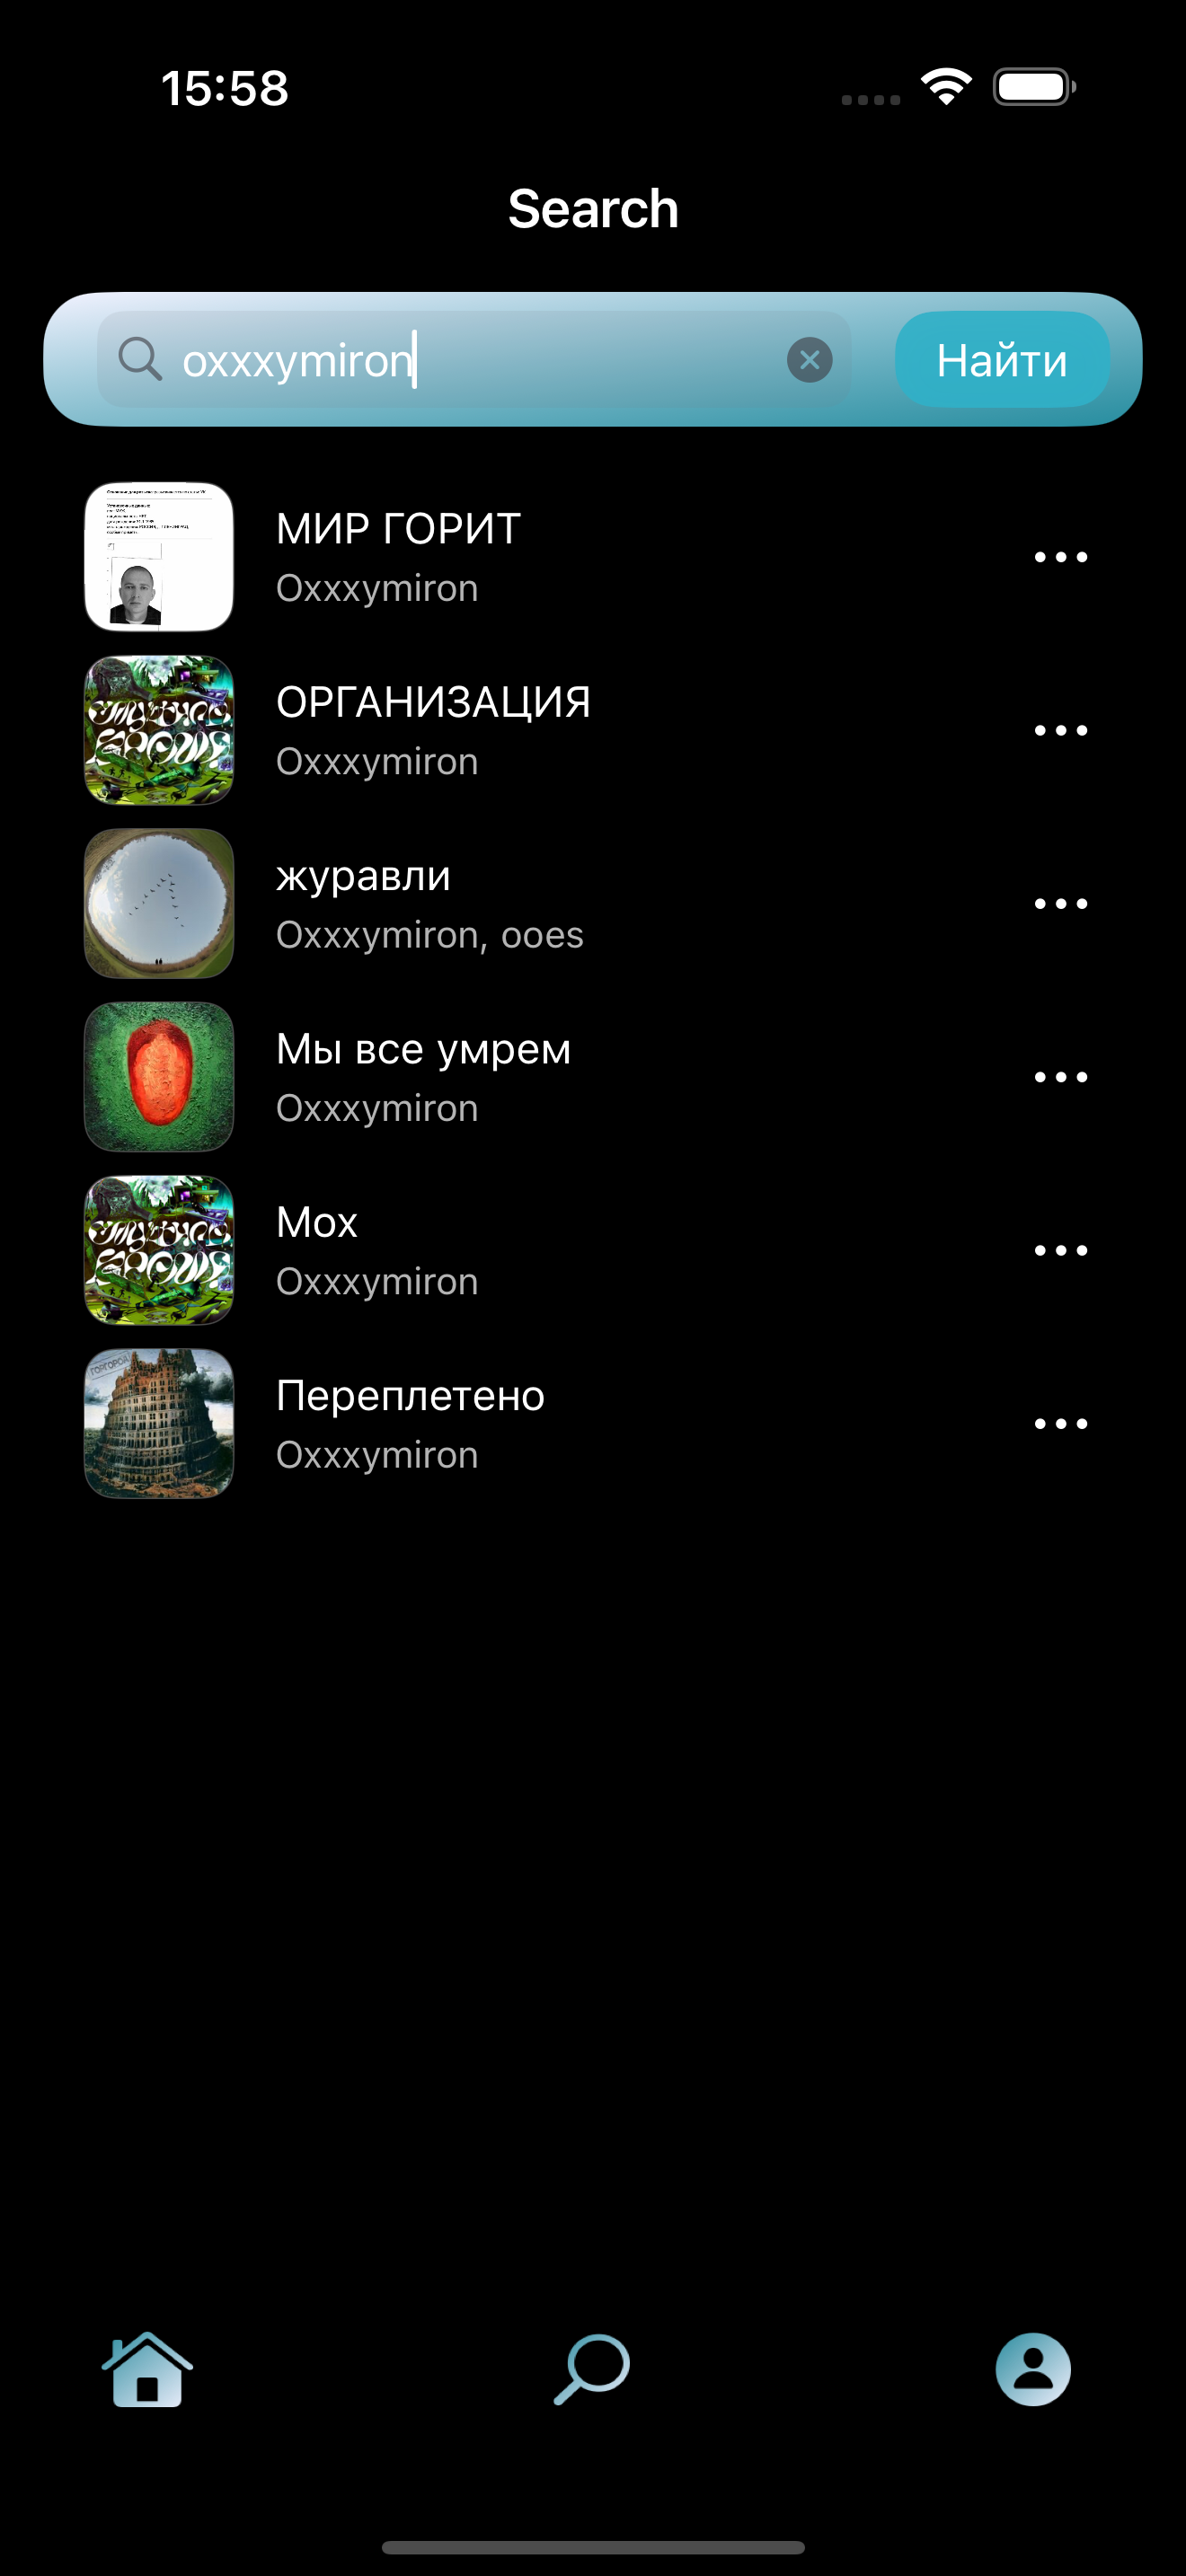 15:58
Search
oxxxymiron
Найти
МИР ГОРИТ
Oxxxymiron
ОРГАНИЗАЦИЯ
Oxxxymiron
журавли
Oxxxymiron, ooes
Мы все умрем
Oxxxymiron
Мох
Oxxxymiron
ГОРГОРОД
Переплетено
Oxxxymiron